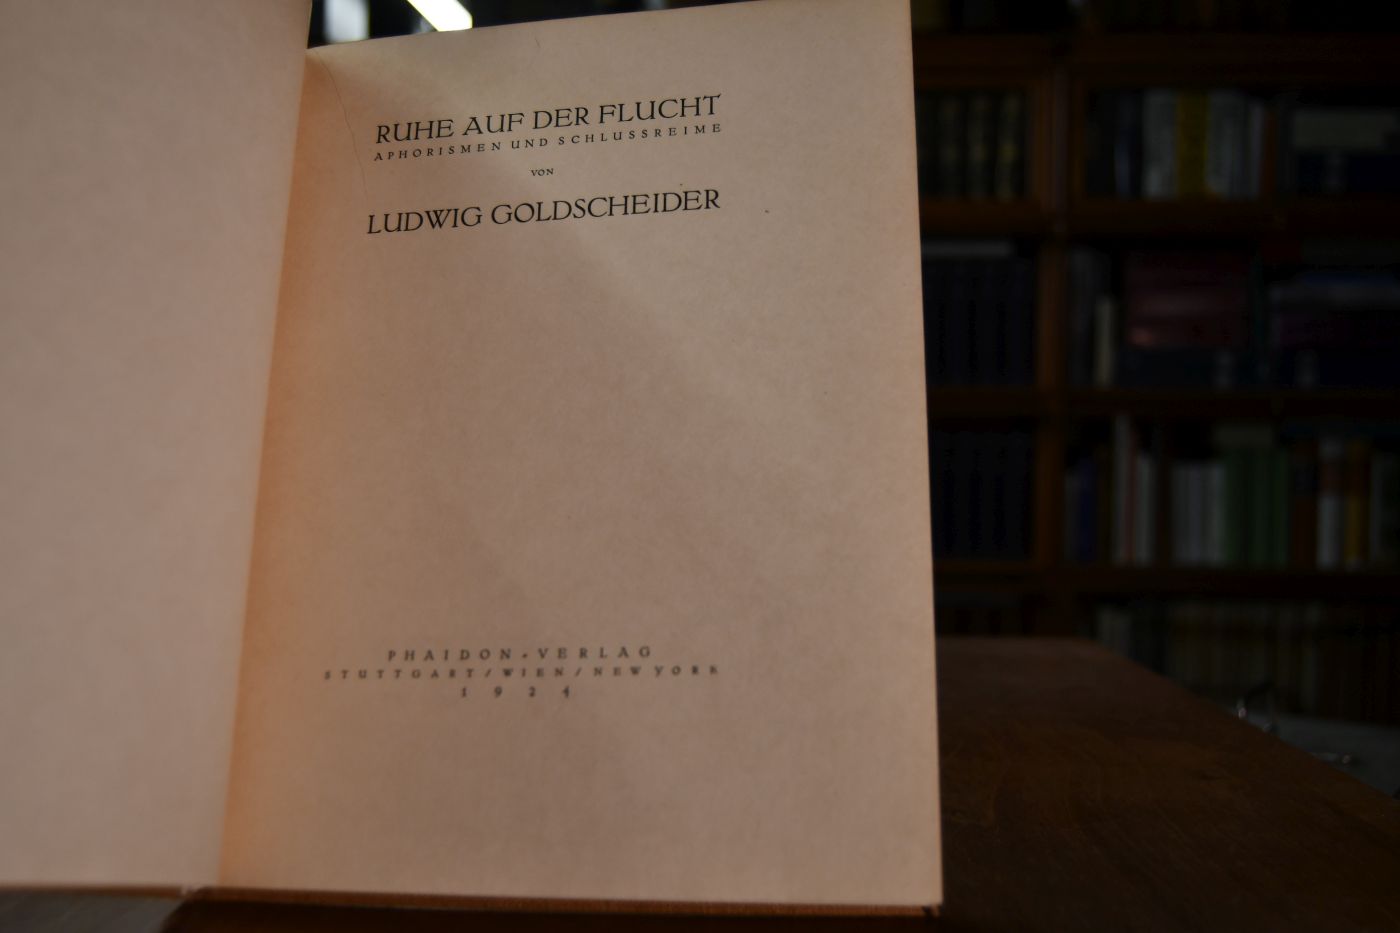 RUHE AUF DER FLUCHT
APHORISMEN UND SCHLUSSREIME
VON
LUDWIG GOLDSCHEIDER
PHAIDON-VERLAG
STUTTGART / WIEN / NEW YORK
1924